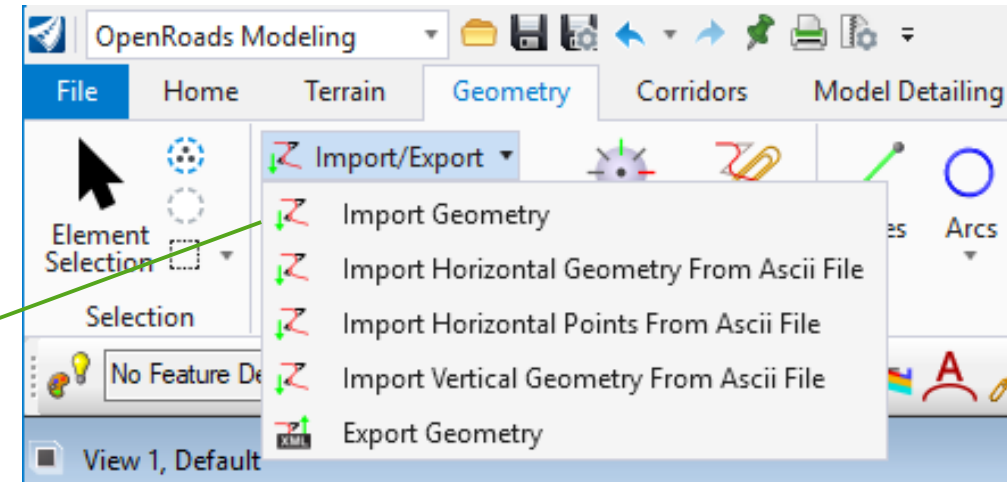 OpenRoads Modeling
File Home Terrain Geometry Corridors Model Detailing
Import/Export
Import Geometry
Import Horizontal Geometry From Ascii File
Import Horizontal Points From Ascii File
Import Vertical Geometry From Ascii File
XML Export Geometry
Element
Selection
es Arcs
Selection
No Feature De
A
View 1, Default